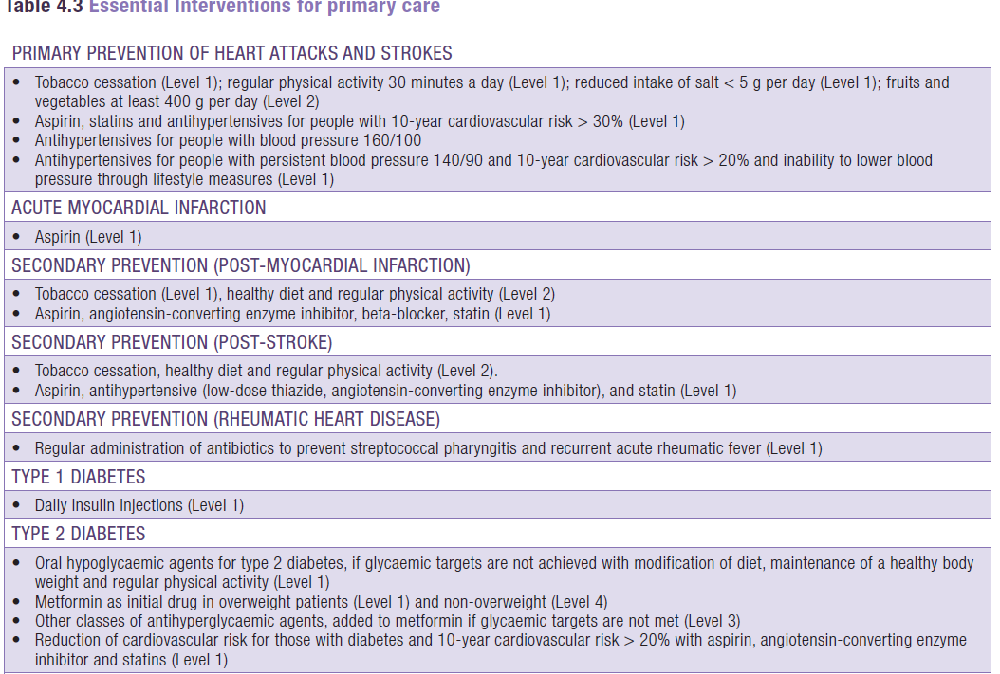 Table 4.3 Essential Interventions for primary care
PRIMARY PREVENTION OF HEART ATTACKS AND STROKES
• Tobacco cessation (Level 1); regular physical activity 30 minutes a day (Level 1); reduced intake of salt < 5 g per day (Level 1); fruits and
vegetables at least 400 g per day (Level 2)
• Aspirin, statins and antihypertensives for people with 10-year cardiovascular risk > 30% (Level 1)
• Antihypertensives for people with blood pressure 160/100
• Antihypertensives for people with persistent blood pressure 140/90 and 10-year cardiovascular risk > 20% and inability to lower blood
pressure through lifestyle measures (Level 1)
ACUTE MYOCARDIAL INFARCTION
• Aspirin (Level 1)
SECONDARY PREVENTION (POST-MYOCARDIAL INFARCTION)
• Tobacco cessation (Level 1), healthy diet and regular physical activity (Level 2)
• Aspirin, angiotensin-converting enzyme inhibitor, beta-blocker, statin (Level 1)
SECONDARY PREVENTION (POST-STROKE)
• Tobacco cessation, healthy diet and regular physical activity (Level 2).
• Aspirin, antihypertensive (low-dose thiazide, angiotensin-converting enzyme inhibitor), and statin (Level 1)
SECONDARY PREVENTION (RHEUMATIC HEART DISEASE)
• Regular administration of antibiotics to prevent streptococcal pharyngitis and recurrent acute rheumatic fever (Level 1)
TYPE 1 DIABETES
• Daily insulin injections (Level 1)
TYPE 2 DIABETES
• Oral hypoglycaemic agents for type 2 diabetes, if glycaemic targets are not achieved with modification of diet, maintenance of a healthy body
weight and regular physical activity (Level 1)
• Metformin as initial drug in overweight patients (Level 1) and non-overweight (Level 4)
• Other classes of antihyperglycaemic agents, added to metformin if glycaemic targets are not met (Level 3)
• Reduction of cardiovascular risk for those with diabetes and 10-year cardiovascular risk > 20% with aspirin, angiotensin-converting enzyme
inhibitor and statins (Level 1)